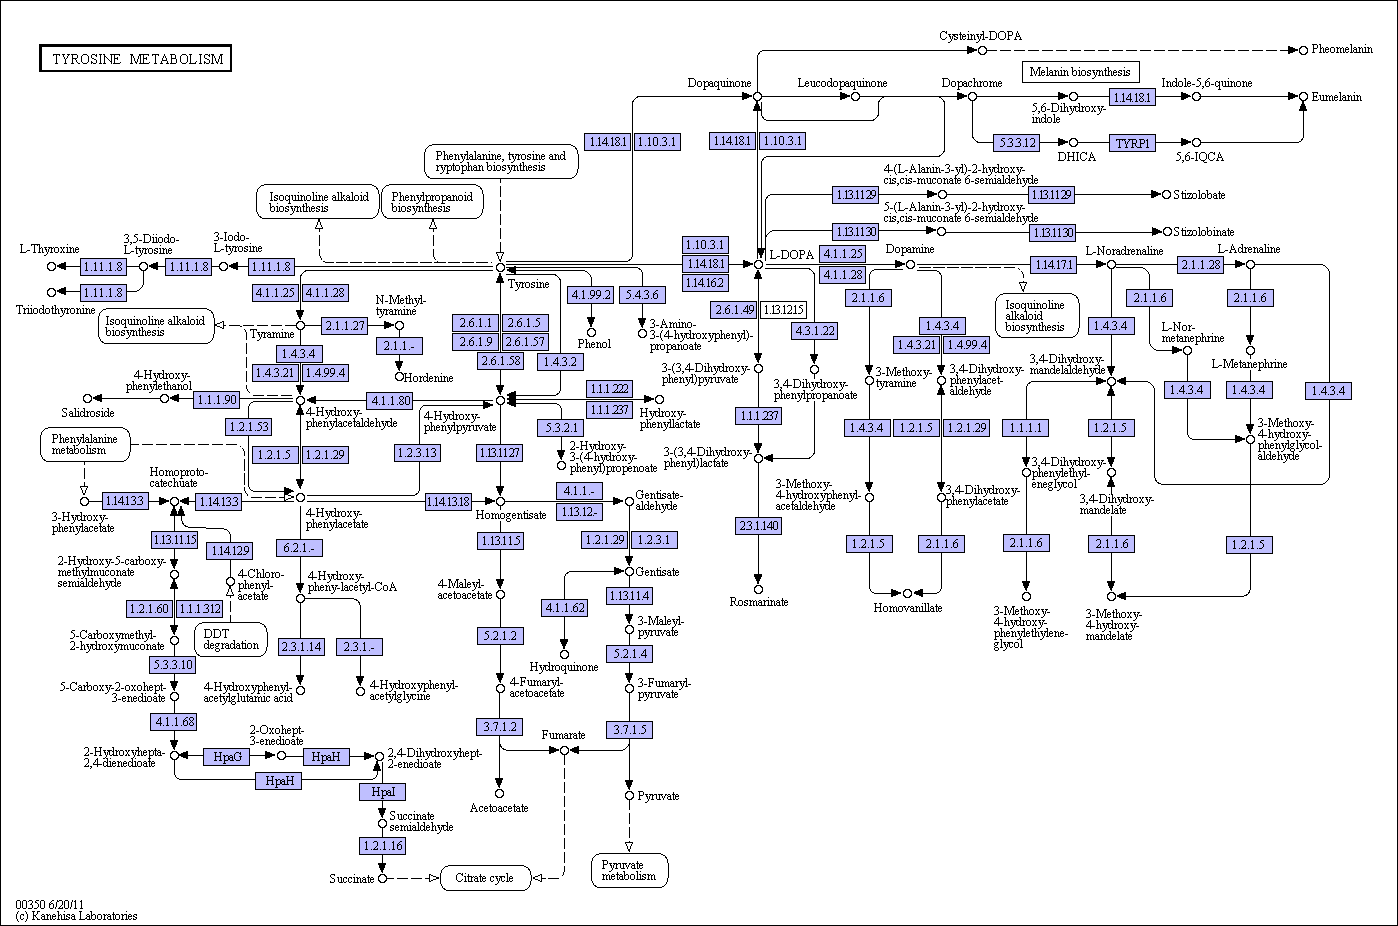 TYROSINE METABOLISM
Cysteinyl-DOPA
Pheomelanin
Melanin biosynthesis
Dopaquinone
Leucodopaquinone
Dopachrome
Indole-5,6-quinone
1.14.18.1
Eumelanin
5,6-Dihydroxy-
indole
1.14.18.1
1.10.3.1
1.14.18.1
1.10.3.1
5.3.3.12
TYRP1
DHICA
5,6-IQCA
Phenylalanine, tyrosine and
ryptophan biosynthesis
Isoquinoline alkaloid
biosynthesis
Phenylpropanoid
biosynthesis
4-(L-Alanin-3-yl)-2-hydroxy-
cis,cis-muconate 6-semialdehyde
1.13.1129
1.13.1129
Stizolobate
5-(L-Alanin-3-yl)-2-hydroxy-
cis,cis-muconate 6-semialdehyde
1.13.1130
1.13.1130
Stizolobinate
L-Thyroxine
3,5-Diiodo-
L-tyrosine
3-Iodo-
L-tyrosine
1.11.1.8
1.11.1.8
1.11.1.8
1.11.1.8
Triiodothyronine
Tyrosine
1.10.3.1
1.14.18.1
1.14.16.2
L-DOPA
4.1.1.25
4.1.1.28
Dopamine
1.14.17.1
L-Noradrenaline
2.1.1.28
L-Adrenaline
4.1.1.25
4.1.1.28
N-Methyl-
tyramine
Isoquinoline alkaloid
biosynthesis
Tyramine
2.1.1.27
2.1.1.-
Hordenine
1.4.3.4
1.4.3.21
1.4.99.4
2.6.1.1
2.6.1.5
2.6.1.9
2.6.1.57
2.6.1.58
1.4.3.2
4.1.99.2
5.4.3.6
Phenol
3-Amino-
3-(4-hydroxyphenyl)-
propanoate
2.6.1.49
1.13.1215
4.3.1.22
2.1.1.6
1.4.3.4
1.4.3.21
1.4.99.4
Isoquinoline
alkaloid
biosynthesis
1.4.3.4
2.1.1.6
2.1.1.6
L-Nor-
metanephrine
L-Metanephrine
1.4.3.4
1.4.3.4
1.4.3.4
3-(3,4-Dihydroxy-
phenyl)pyruvate
3,4-Dihydroxy-
phenylpropanoate
3-Methoxy-
tyramine
3,4-Dihydroxy-
phenylacet-
aldehyde
3,4-Dihydroxy-
mandelaldehyde
4-Hydroxy-
phenylethanol
Salidroside
1.1.1.90
4-Hydroxy-
phenylacetaldehyde
4.1.1.80
4-Hydroxy-
phenylpyruvate
1.1.1.222
1.1.1.237
Hydroxy-
phenyllactate
5.3.2.1
2-Hydroxy-
3-(4-hydroxy-
phenyl)propenoate
1.1.1.237
3-(3,4-Dihydroxy-
phenyl)lactate
1.4.3.4
1.2.1.5
1.2.1.29
1.1.1.1
1.2.1.5
3-Methoxy-
4-hydroxy-
phenylglycol-
aldehyde
Phenylalanine
metabolism
1.2.1.53
1.2.1.5
1.2.1.29
1.2.3.13
1.13.1127
Homoproto-
catechuate
3-Hydroxy
phenylacetate
1.14.133
1.14.133
4-Hydroxy-
phenylacetate
1.14.13.18
Homogentisate
4.1.1.-
1.13.12.-
Gentisate-
aldehyde
3-Methoxy-
4-hydroxyphenyl-
acetaldehyde
3,4-Dihydroxy-
phenylacetate
3,4-Dihydroxy-
phenylethyl-
eneglycol
3,4-Dihydroxy-
mandelate
1.13.11.15
1.14.129
6.2.1.-
1.13.11.5
1.2.1.29
1.2.3.1
2.3.1.140
1.2.1.5
2.1.1.6
2.1.1.6
2.1.1.6
1.2.1.5
2-Hydroxy-5-carboxy-
methylmuconate
semialdehyde
4-Chloro-
phenyl-
acetate
4-Hydroxy-
pheny-lacetyl-CoA
4-Maleyl-
acetoacetate
Gentisate
4.1.1.62
1.13.11.4
Rosmarinate
Homovanillate
3-Methoxy-
4-hydroxy-
phenylethylene-
glycol
3-Methoxy-
4-hydroxy-
mandelate
1.2.1.60
1.1.1.312
5-Carboxymethyl-
2-hydroxymuconate
DDT
degradation
2.3.1.14
2.3.1.-
5.2.1.2
Hydroquinone
3-Maleyl-
pyruvate
5.2.1.4
5.3.3.10
5-Carboxy-2-oxohept-
3-enedioate
4-Hydroxyphenyl-
acetylglutamic acid
4-Hydroxyphenyl-
acetylglycine
4-Fumaryl-
acetoacetate
3-Fumaryl-
pyruvate
4.1.1.68
3.7.1.2
3.7.1.5
2-Hydroxyhepta-
2,4-dienedioate
2-Oxohept-
3-enedioate
HpaG
HpaH
HpaH
2,4-Dihydroxyhept-
2-enedioate
Fumarate
HpaI
Acetoacetate
Pyruvate
Succinate
semialdehyde
1.2.1.16
Succinate
Citrate cycle
Pyruvate
metabolism
00350 6/20/11
(c) Kanehisa Laboratories